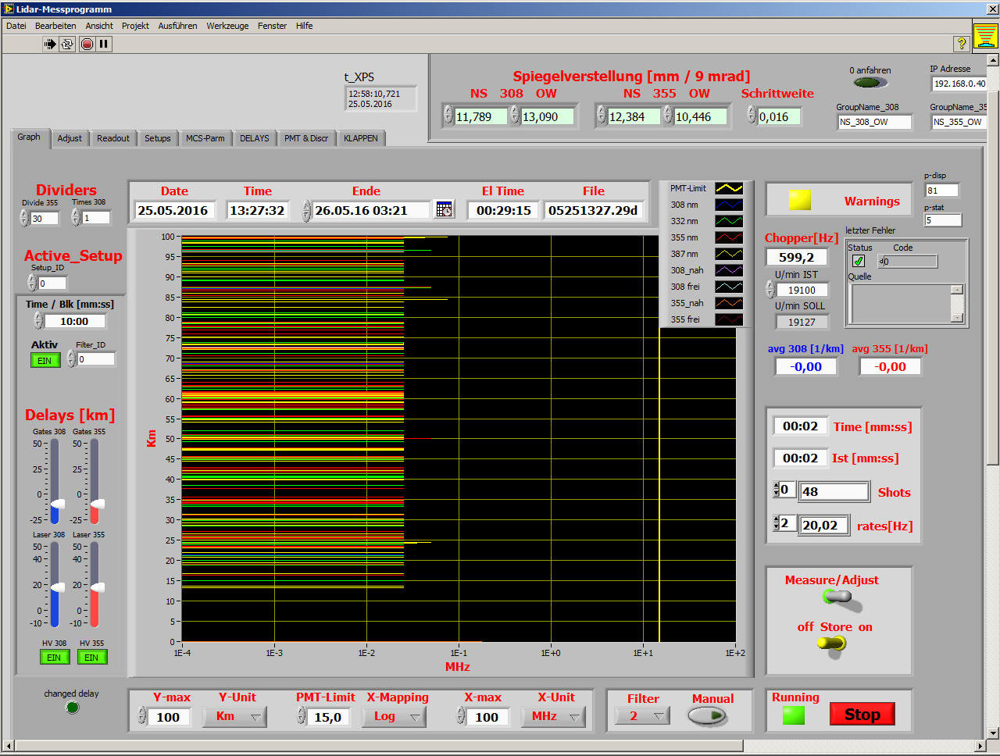 Lidar-Messprogramm
Datei Bearbeiten Ansicht Projekt Ausführen Werkzeuge Fenster Hilfe
?
t_XPS
12:58:10,721
25.05.2016
Spiegelverstellung [mm / 9 mrad]
NS 308 OW NS 355 OW Schrittweite
11,789 13,090 12,384 10,446 0,016
0 anfahren
IP Adresse
192.168.0.40
GroupName_308
NS_308_OW
GroupName_35
NS_355_OW
Graph Adjust Readout Setups MCS-Parm DELAYS PMT & Discr KLAPPEN
Dividers
Divide 355 Times 308
30 1
Active_Setup
Setup_ID
0
Time / Blk [mm:ss]
10:00
Aktiv Filter_ID
EIN 0
Delays [km]
Gates 308 Gates 355
50 50
25 25
0 0
-25 -25
Laser 308 Laser 355
50 50
40 40
20 20
0 0
-10 -10
HV 308 HV 355
EIN EIN
changed delay
Date Time Ende El Time File
25.05.2016 13:27:32 26.05.16 03:21 00:29:15 05251327.29d
PMT-Limit
308 nm
332 nm
355 nm
387 nm
308_nah
308 frei
355_nah
355 frei
100
95
90
85
80
75
70
65
60
55
50
45
40
35
30
25
20
15
10
5
0
Km
1E-4 1E-3 1E-2 1E-1 1E+0 1E+1 1E+2
MHz
Y-max Y-Unit PMT-Limit X-Mapping X-max X-Unit
100 Km 15,0 Log 100 MHz
Filter Manual
2
Warnings
p-disp
81
p-stat
5
Chopper[Hz]
599,2
U/min IST
19100
U/min SOLL
19127
letzter Fehler
Status Code
d0
Quelle
avg 308 [1/km] avg 355 [1/km]
-0,00 -0,00
00:02 Time [mm:ss]
00:02 Ist [mm:ss]
0 48 Shots
2 20,02 rates[Hz]
Measure/Adjust
off Store on
Running
Stop